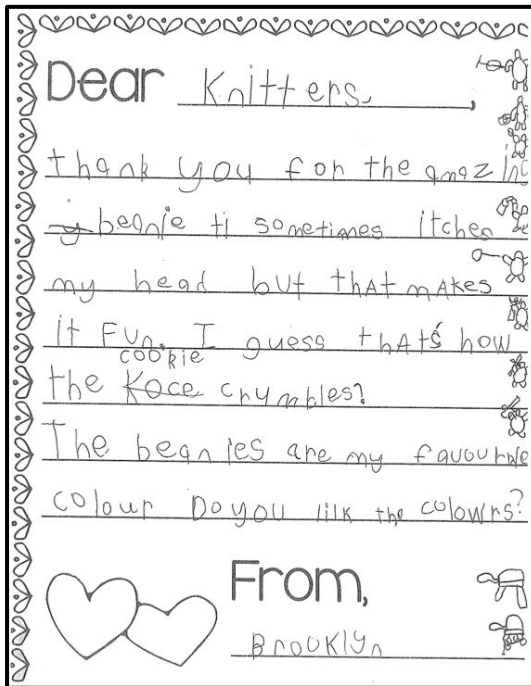 Dear Knitters,
thank you for the amazing
beanie ti sometimes itches
my head but thAt mAkes
it Fun. I guess thAt's how
cookie
the Koce crumbles?
The beanies are my favourite
colour Do you lilk the colowrs?
From,
Brooklyn